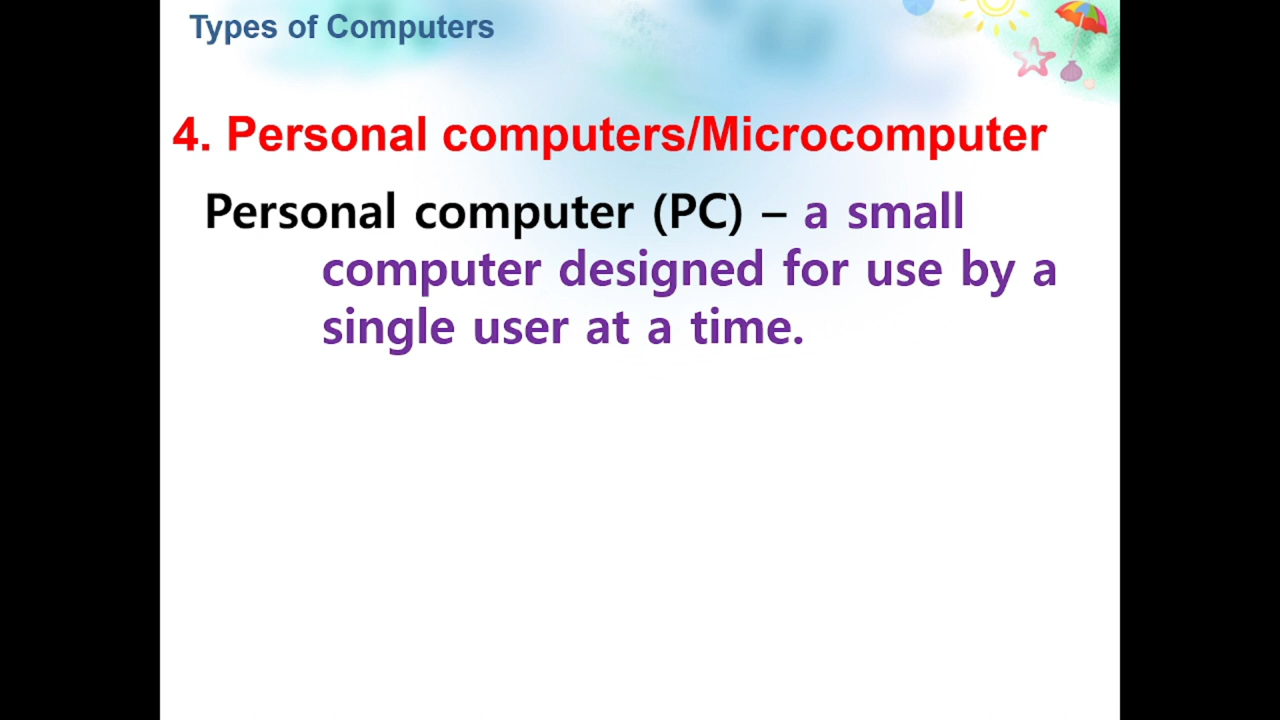 Types of Computers
4. Personal computers/Microcomputer
Personal computer (PC) – a small
computer designed for use by a
single user at a time.